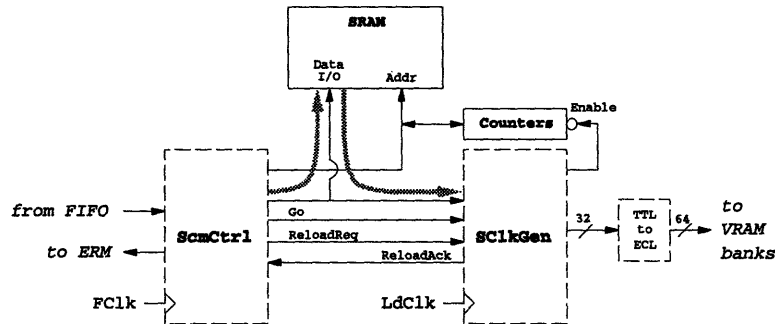 SRAM
Data
I/O
Addr
Enable
Counters
from FIFO
to ERM
ScmCtrl
Go
ReloadReq
ReloadAck
SClkGen
32
TTL
to
ECL
64
to
VRAM
banks
FClk
LdClk